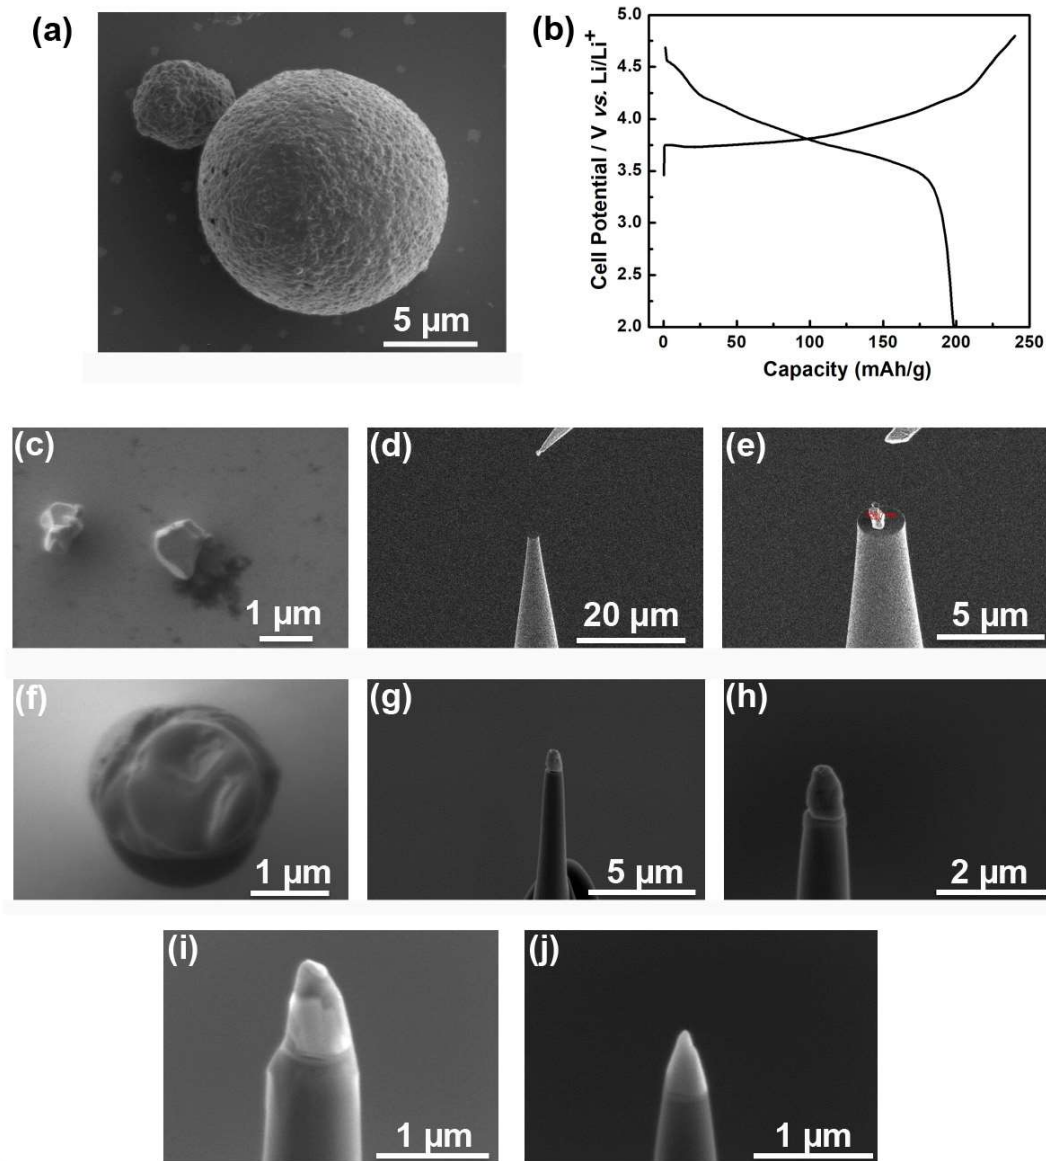 (a)
5 μm
(b)
Cell Potential / V vs. Li/Li+
5.0
4.5
4.0
3.5
3.0
2.5
2.0
0 50 100 150 200 250
Capacity (mAh/g)
(c)
1 μm
(d)
20 μm
(e)
5 μm
(f)
1 μm
(g)
5 μm
(h)
2 μm
(i)
1 μm
(j)
1 μm